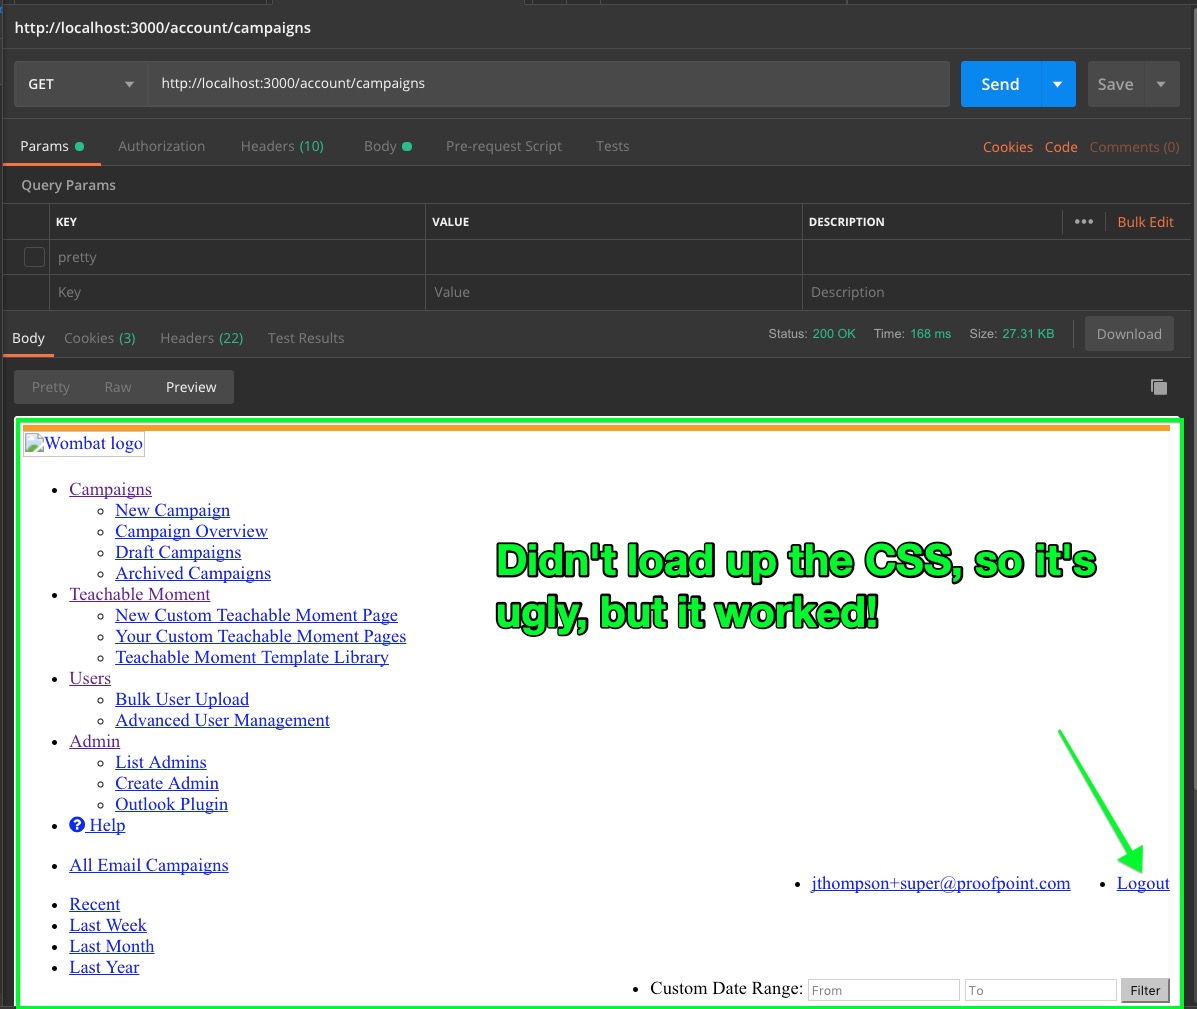 http://localhost:3000/account/campaigns
GET http://localhost:3000/account/campaigns Send Save
Params Authorization Headers (10) Body Pre-request Script Tests Cookies Code Comments (0)
Query Params
KEY VALUE DESCRIPTION ••• Bulk Edit
pretty
Key Value Description
Body Cookies (3) Headers (22) Test Results Status: 200 OK Time: 168 ms Size: 27.31 KB Download
Pretty Raw Preview
Wombat logo
Campaigns
New Campaign
Campaign Overview
Draft Campaigns
Archived Campaigns
Teachable Moment
New Custom Teachable Moment Page
Your Custom Teachable Moment Pages
Teachable Moment Template Library
Users
Bulk User Upload
Advanced User Management
Admin
List Admins
Create Admin
Outlook Plugin
Help
Didn't load up the CSS, so it's
ugly, but it worked!
All Email Campaigns
jthompson+super@proofpoint.com Logout
Recent
Last Week
Last Month
Last Year
Custom Date Range: From To Filter